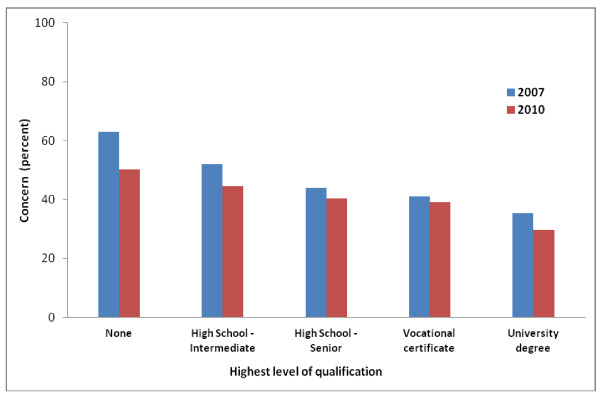 100
80
60
40
20
0
Concern (percent)
2007
2010
None
High School -
Intermediate
High School -
Senior
Vocational
certificate
University
degree
Highest level of qualification